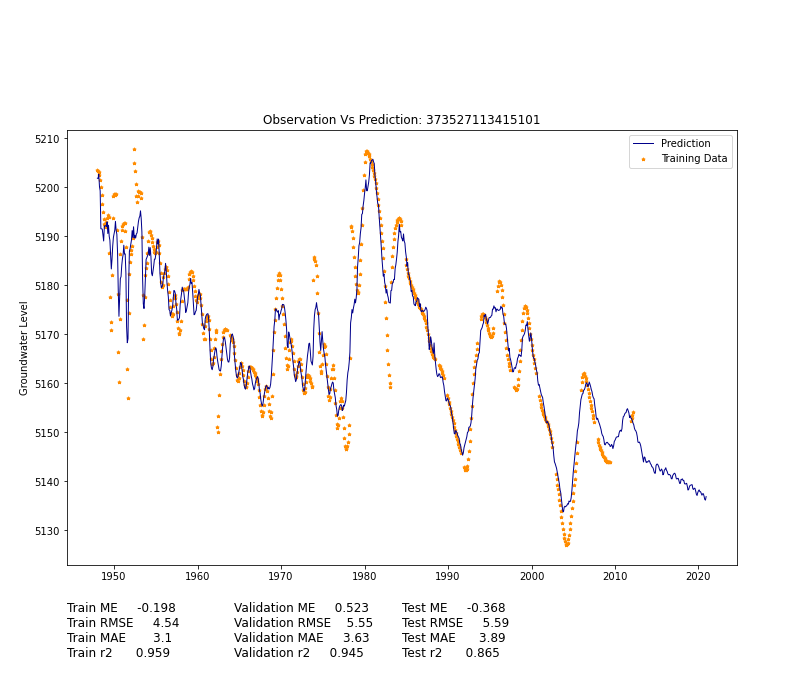 Observation Vs Prediction: 373527113415101
Prediction
Training Data
5210
5200
5190
5180
5170
5160
5150
5140
5130
Groundwater Level
1950 1960 1970 1980 1990 2000 2010 2020
Train ME -0.198 Validation ME 0.523 Test ME -0.368
Train RMSE 4.54 Validation RMSE 5.55 Test RMSE 5.59
Train MAE 3.1 Validation MAE 3.63 Test MAE 3.89
Train r2 0.959 Validation r2 0.945 Test r2 0.865